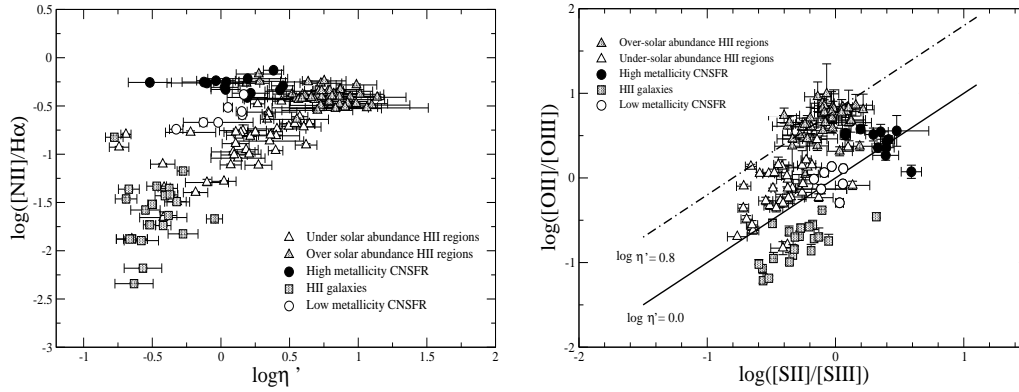 0.5
0
-0.5
-1
-1.5
-2
-2.5
-3
log([NII]/Hα)
Under solar abundance HII regions
Over solar abundance HII regions
High metallicity CNSFR
HII galaxies
Low metallicity CNSFR
-1 -0.5 0 0.5 1 1.5 2
logη'
2
1
0
-1
-2
log([OII]/[OIII])
Over-solar abundance HII regions
Under-solar abundance HII regions
High metallicity CNSFR
HII galaxies
Low metallicity CNSFR
log η'= 0.8
log η'= 0.0
-2 -1 0 1
log([SII]/[SIII])